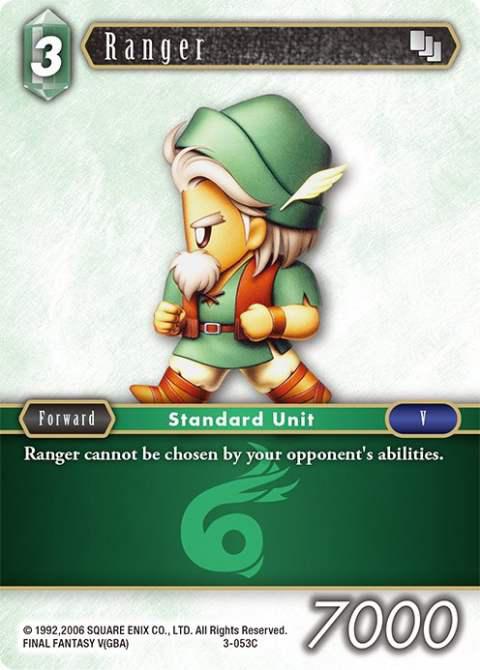 3
Ranger
Forward
Standard Unit
V
Ranger cannot be chosen by your opponent's abilities.
© 1992,2006 SQUARE ENIX CO., LTD. All Rights Reserved.
FINAL FANTASY V(GBA)
3-053C
7000